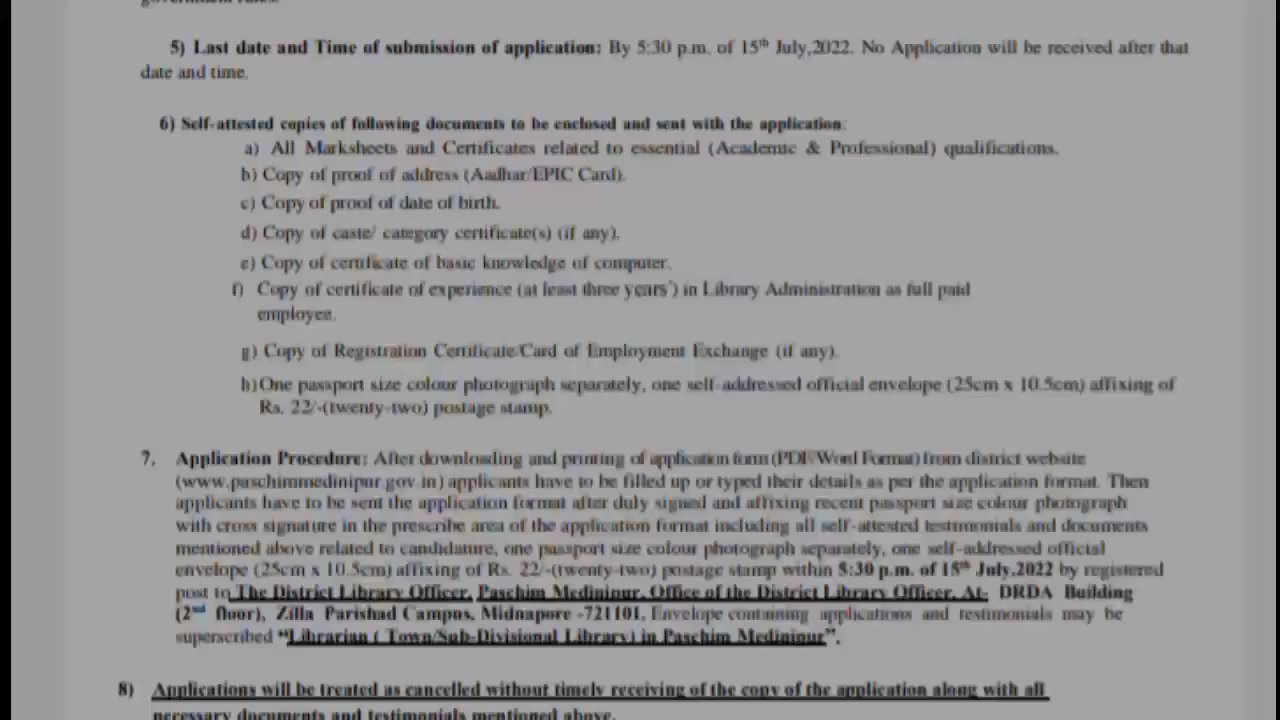 government rules.
5) Last date and Time of submission of application: By 5:30 p.m. of 15th July,2022. No Application will be received after that
date and time.
6) Self-attested copies of following documents to be enclosed and sent with the application:
a) All Marksheets and Certificates related to essential (Academic & Professional) qualifications.
b) Copy of proof of address (Aadhar/EPIC Card).
c) Copy of proof of date of birth.
d) Copy of caste/ category certificate(s) (if any).
e) Copy of certificate of basic knowledge of computer.
f) Copy of certificate of experience (at least three years') in Library Administration as full paid
employee.
g) Copy of Registration Certificate/Card of Employment Exchange (if any).
h) One passport size colour photograph separately, one self-addressed official envelope (25cm x 10.5cm) affixing of
Rs. 22/-(twenty-two) postage stamp.
7. Application Procedure: After downloading and printing of application form (PDF/Word Format) from district website
(www.paschimmedinipur.gov.in) applicants have to be filled up or typed their details as per the application format. Then
applicants have to be sent the application format after duly signed and affixing recent passport size colour photograph
with cross signature in the prescribe area of the application format including all self-attested testimonials and documents
mentioned above related to candidature, one passport size colour photograph separately, one self-addressed official
envelope (25cm x 10.5cm) affixing of Rs. 22/-(twenty-two) postage stamp within 5:30 p.m. of 15th July,2022 by registered
post to The District Library Officer, Paschim Medinipur, Office of the District Library Officer, At- DRDA Building
(2nd floor), Zilla Parishad Campus, Midnapore -721101. Envelope containing applications and testimonials may be
superscribed "Librarian ( Town/Sub-Divisional Library) in Paschim Medinipur".
8) Applications will be treated as cancelled without timely receiving of the copy of the application along with all
necessary documents and testimonials mentioned above.